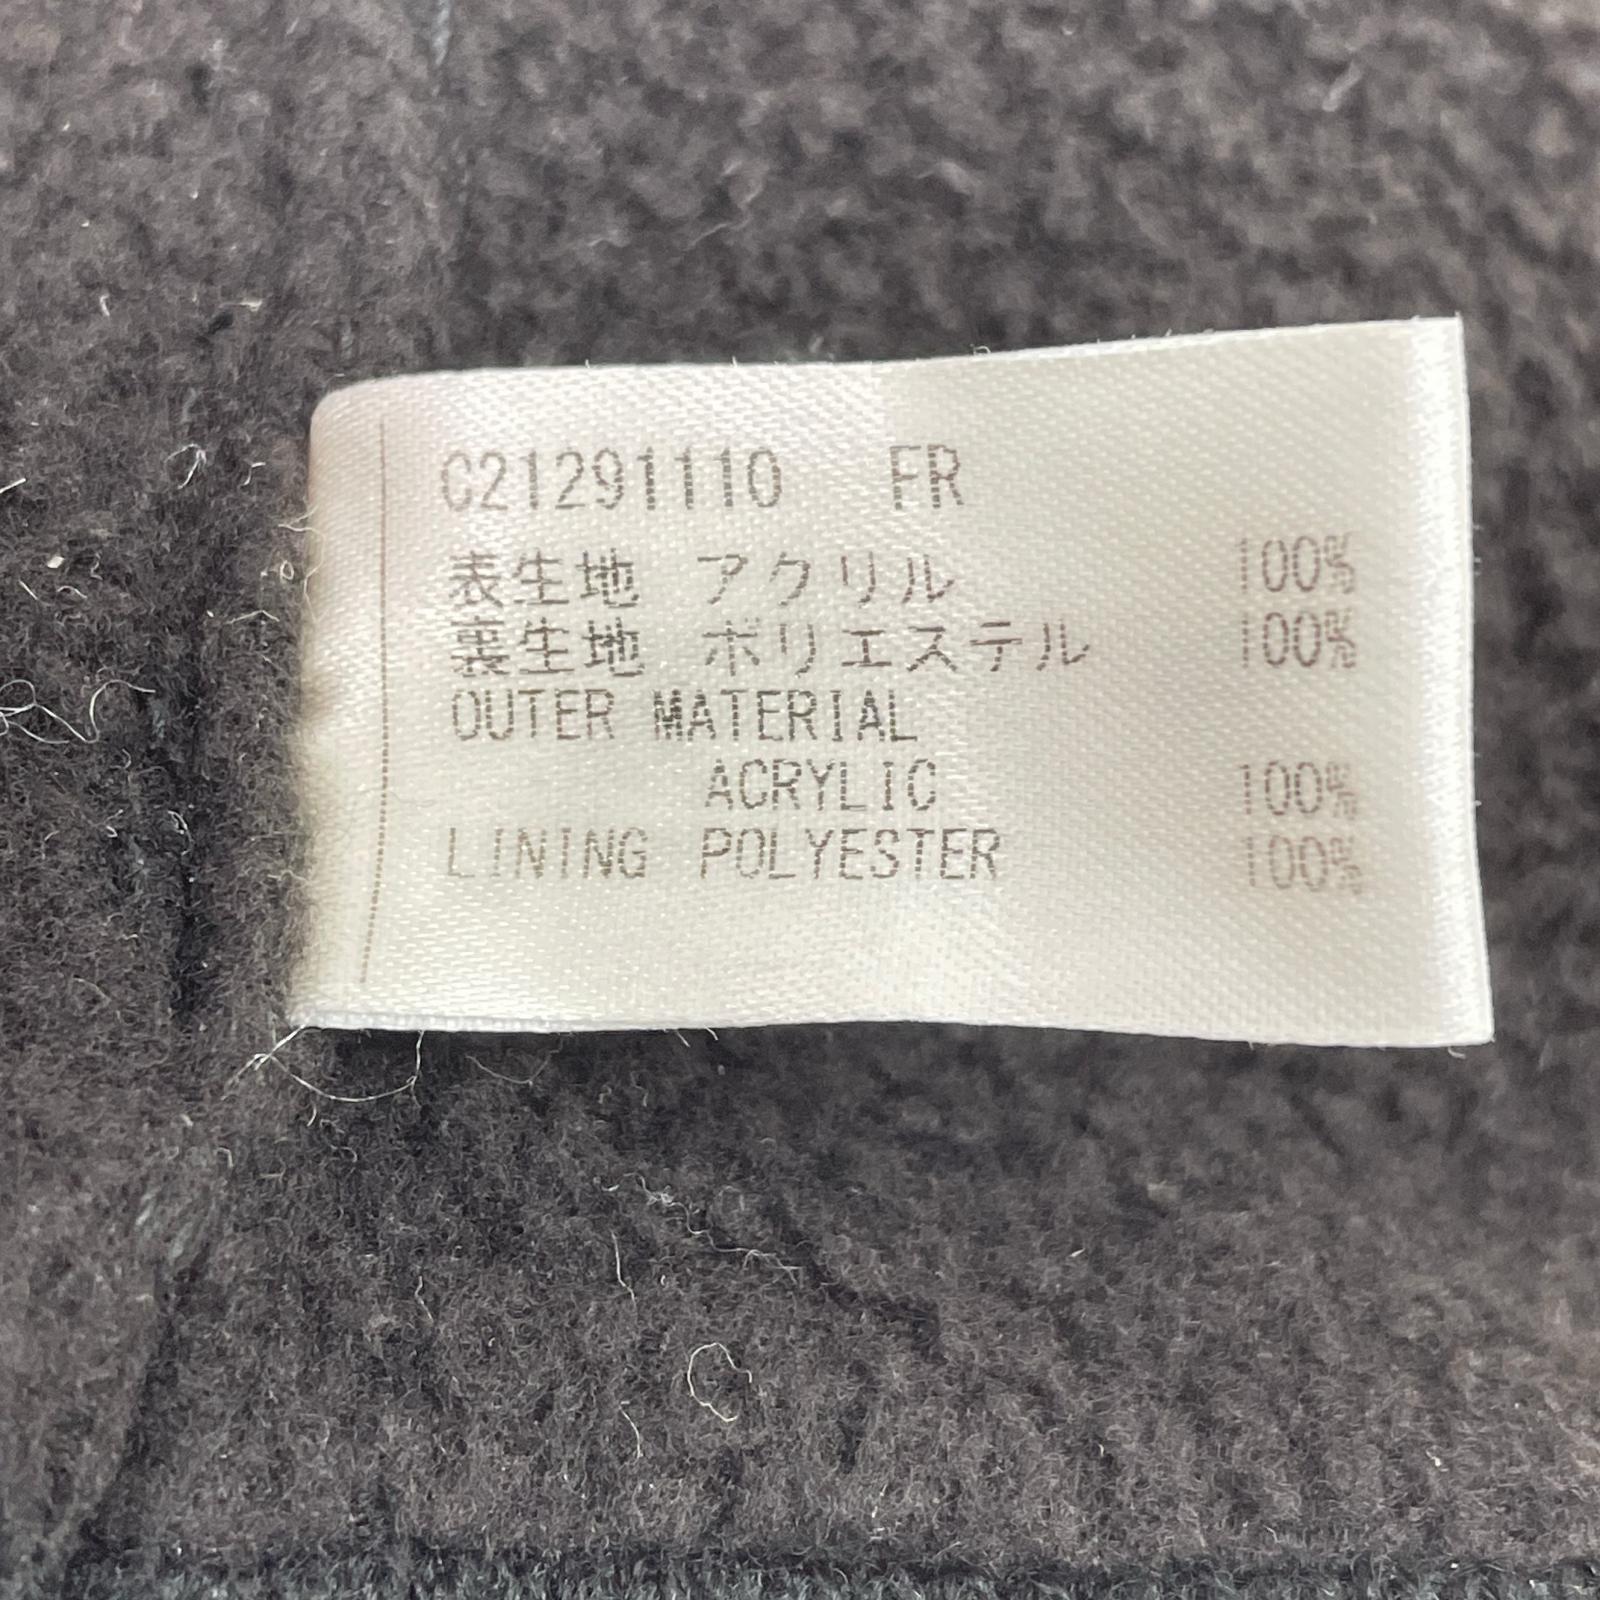 C21291110 FR
表生地 アクリル 100%
裏生地 ポリエステル 100%
OUTER MATERIAL
ACRYLIC 100%
LINING POLYESTER 100%